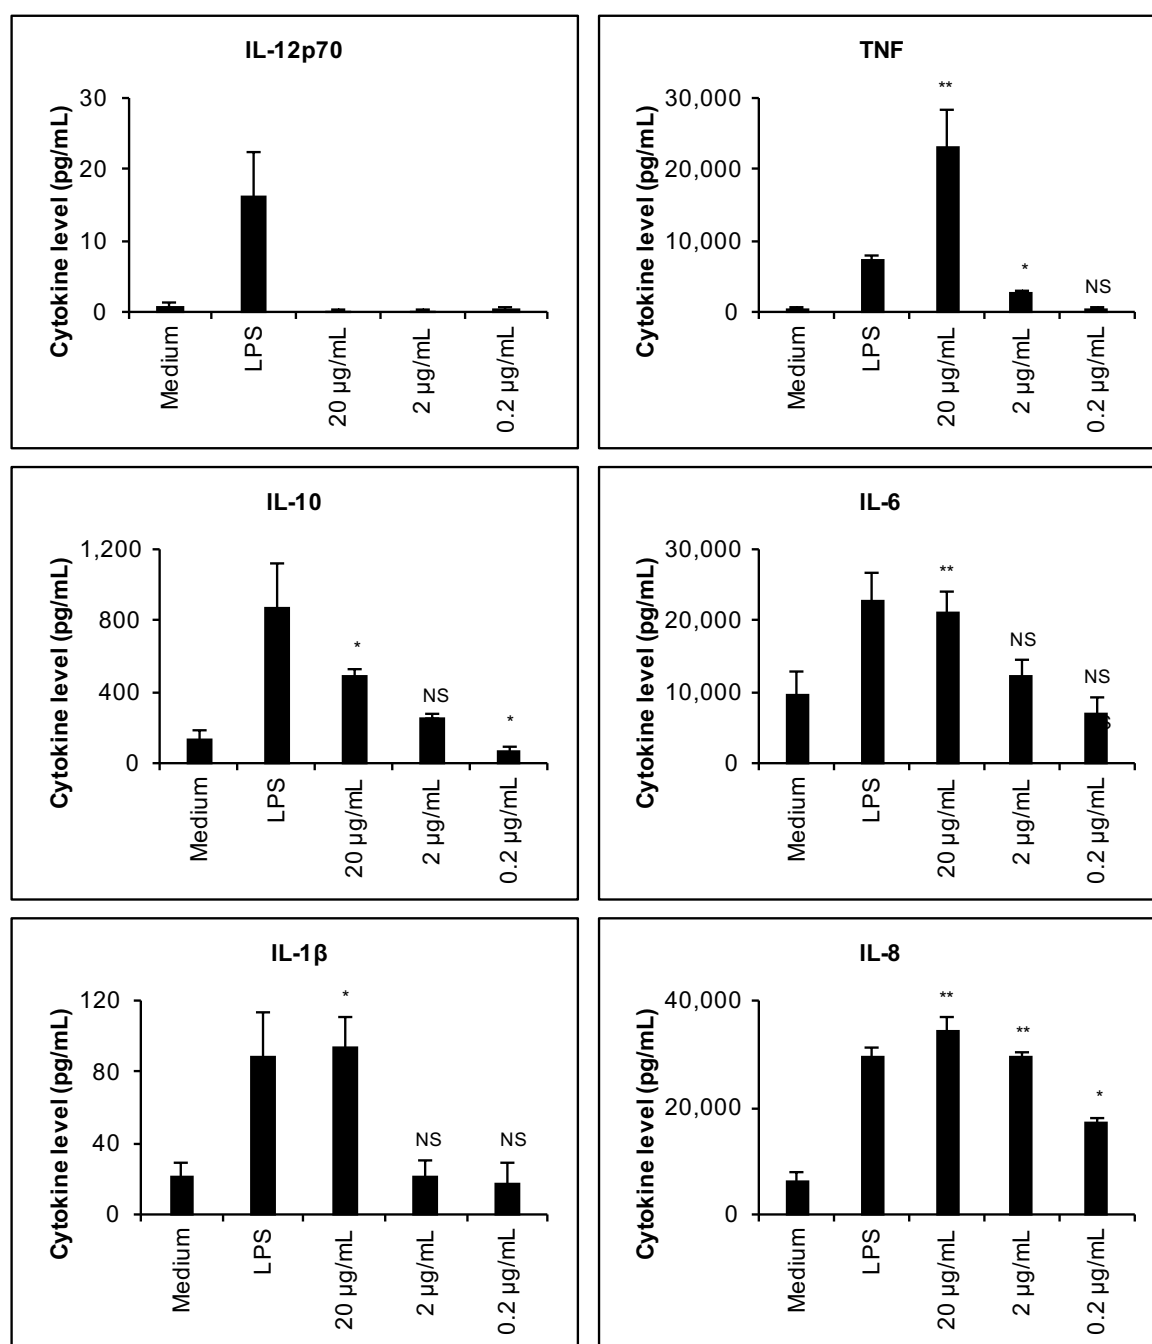 IL-12p70
Cytokine level (pg/mL)
30
20
10
0
Medium
LPS
20 µg/mL
2 µg/mL
0.2 µg/mL
TNF
Cytokine level (pg/mL)
30,000
20,000
10,000
0
**
*
NS
Medium
LPS
20 µg/mL
2 µg/mL
0.2 µg/mL
IL-10
Cytokine level (pg/mL)
1,200
800
400
0
*
NS
*
Medium
LPS
20 µg/mL
2 µg/mL
0.2 µg/mL
IL-6
Cytokine level (pg/mL)
30,000
20,000
10,000
0
**
NS
NS
Medium
LPS
20 µg/mL
2 µg/mL
0.2 µg/mL
IL-1β
Cytokine level (pg/mL)
120
80
40
0
*
NS
NS
Medium
LPS
20 µg/mL
2 µg/mL
0.2 µg/mL
IL-8
Cytokine level (pg/mL)
40,000
20,000
0
**
**
*
Medium
LPS
20 µg/mL
2 µg/mL
0.2 µg/mL